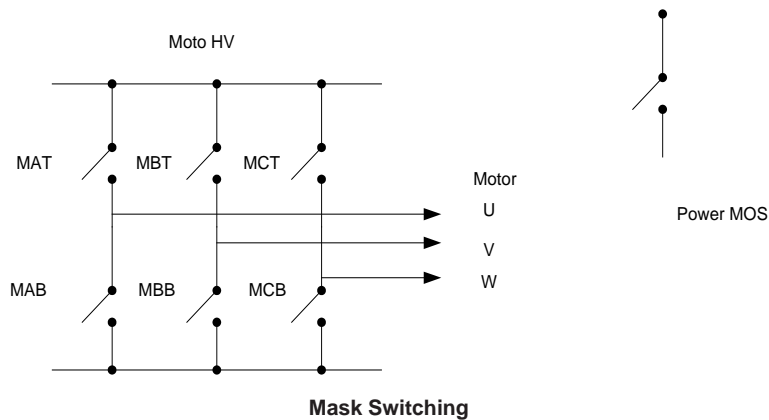 Moto HV
MAT MBT MCT
Motor
U
Power MOS
V
W
MAB MBB MCB
Mask Switching